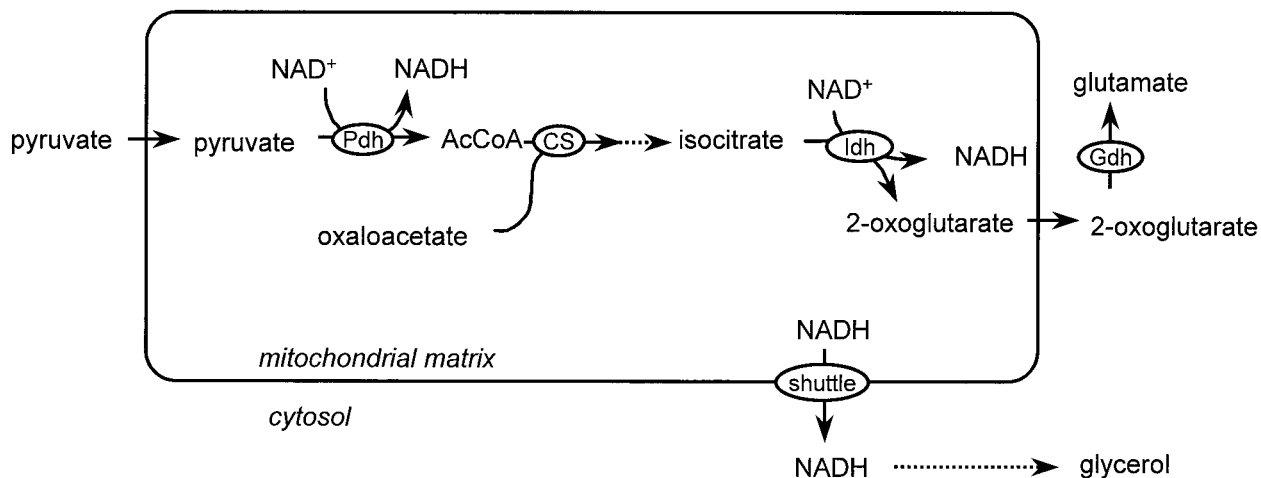 NAD⁺ NADH
NAD⁺ glutamate
pyruvate pyruvate Pdh AcCoA CS isocitrate Idh NADH Gdh
oxaloacetate 2-oxoglutarate 2-oxoglutarate
NADH
mitochondrial matrix
shuttle
cytosol
NADH glycerol